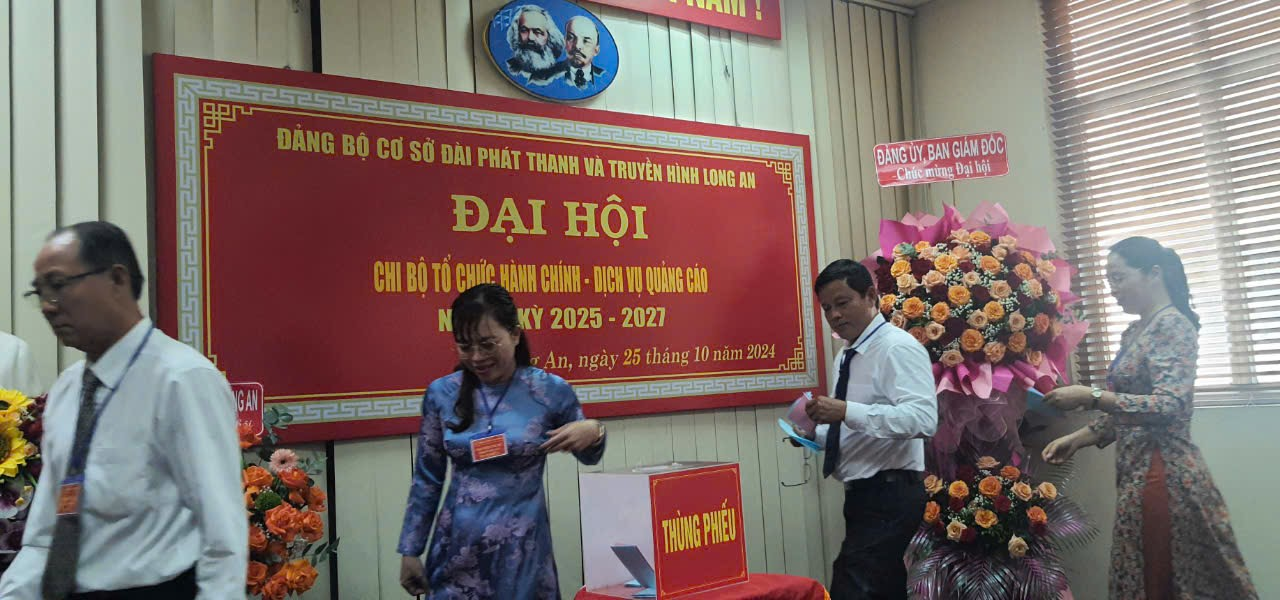 NAM !
ĐẢNG BỘ CƠ SỞ ĐÀI PHÁT THANH VÀ TRUYỀN HÌNH LONG AN
ĐẠI HỘI
CHI BỘ TỔ CHỨC HÀNH CHÍNH - DỊCH VỤ QUẢNG CÁO
KỲ 2025 - 2027
An, ngày 25 tháng 10 năm 2024
ĐẢNG ỦY, BAN GIÁM ĐỐC
Chúc mừng Đại hội
AN
THÙNG PHIẾU